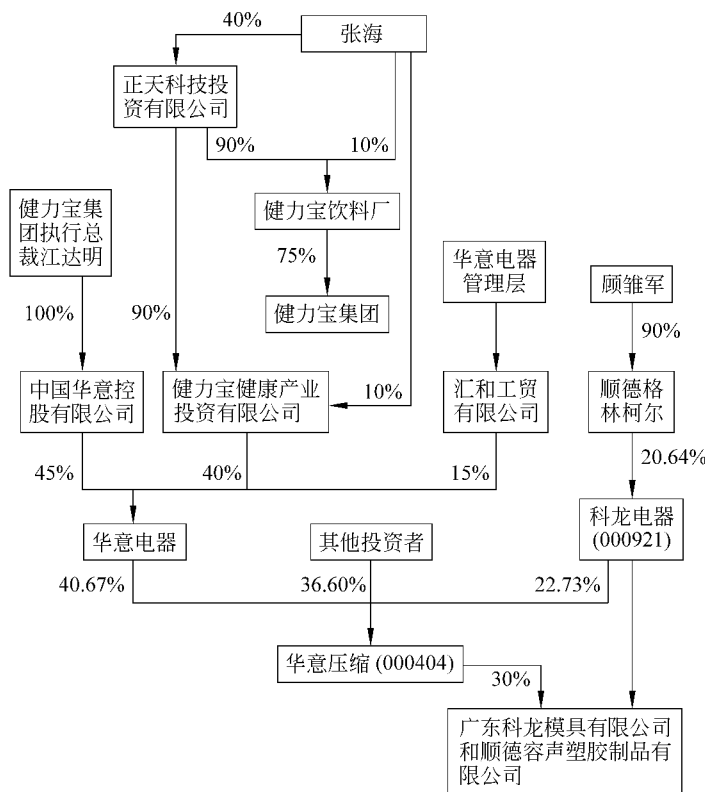 40%
张海
正天科技投
资有限公司
90%
10%
健力宝集
团执行总
裁江达明
健力宝饮料厂
75%
华意电器
管理层
顾雏军
健力宝集团
100%
90%
90%
中国华意控
股有限公司
健力宝健康产业
投资有限公司
10%
汇和工贸
有限公司
顺德格
林柯尔
45%
40%
15%
20.64%
华意电器
其他投资者
科龙电器
(000921)
40.67%
36.60%
22.73%
华意压缩 (000404)
30%
广东科龙模具有限公司
和顺德容声塑胶制品有
限公司